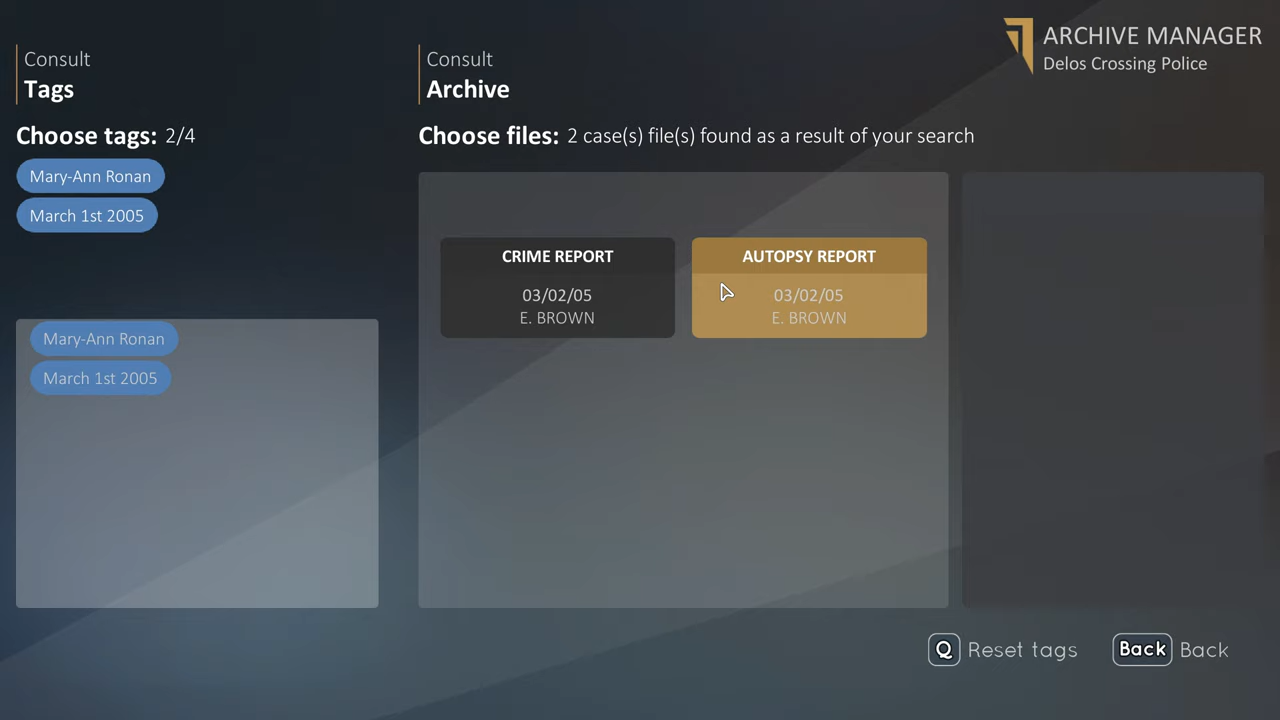 Consult
Tags
Choose tags: 2/4
Mary-Ann Ronan
March 1st 2005
Mary-Ann Ronan
March 1st 2005
Consult
Archive
Choose files: 2 case(s) file(s) found as a result of your search
CRIME REPORT
03/02/05
E. BROWN
AUTOPSY REPORT
03/02/05
E. BROWN
ARCHIVE MANAGER
Delos Crossing Police
Q Reset tags
Back Back